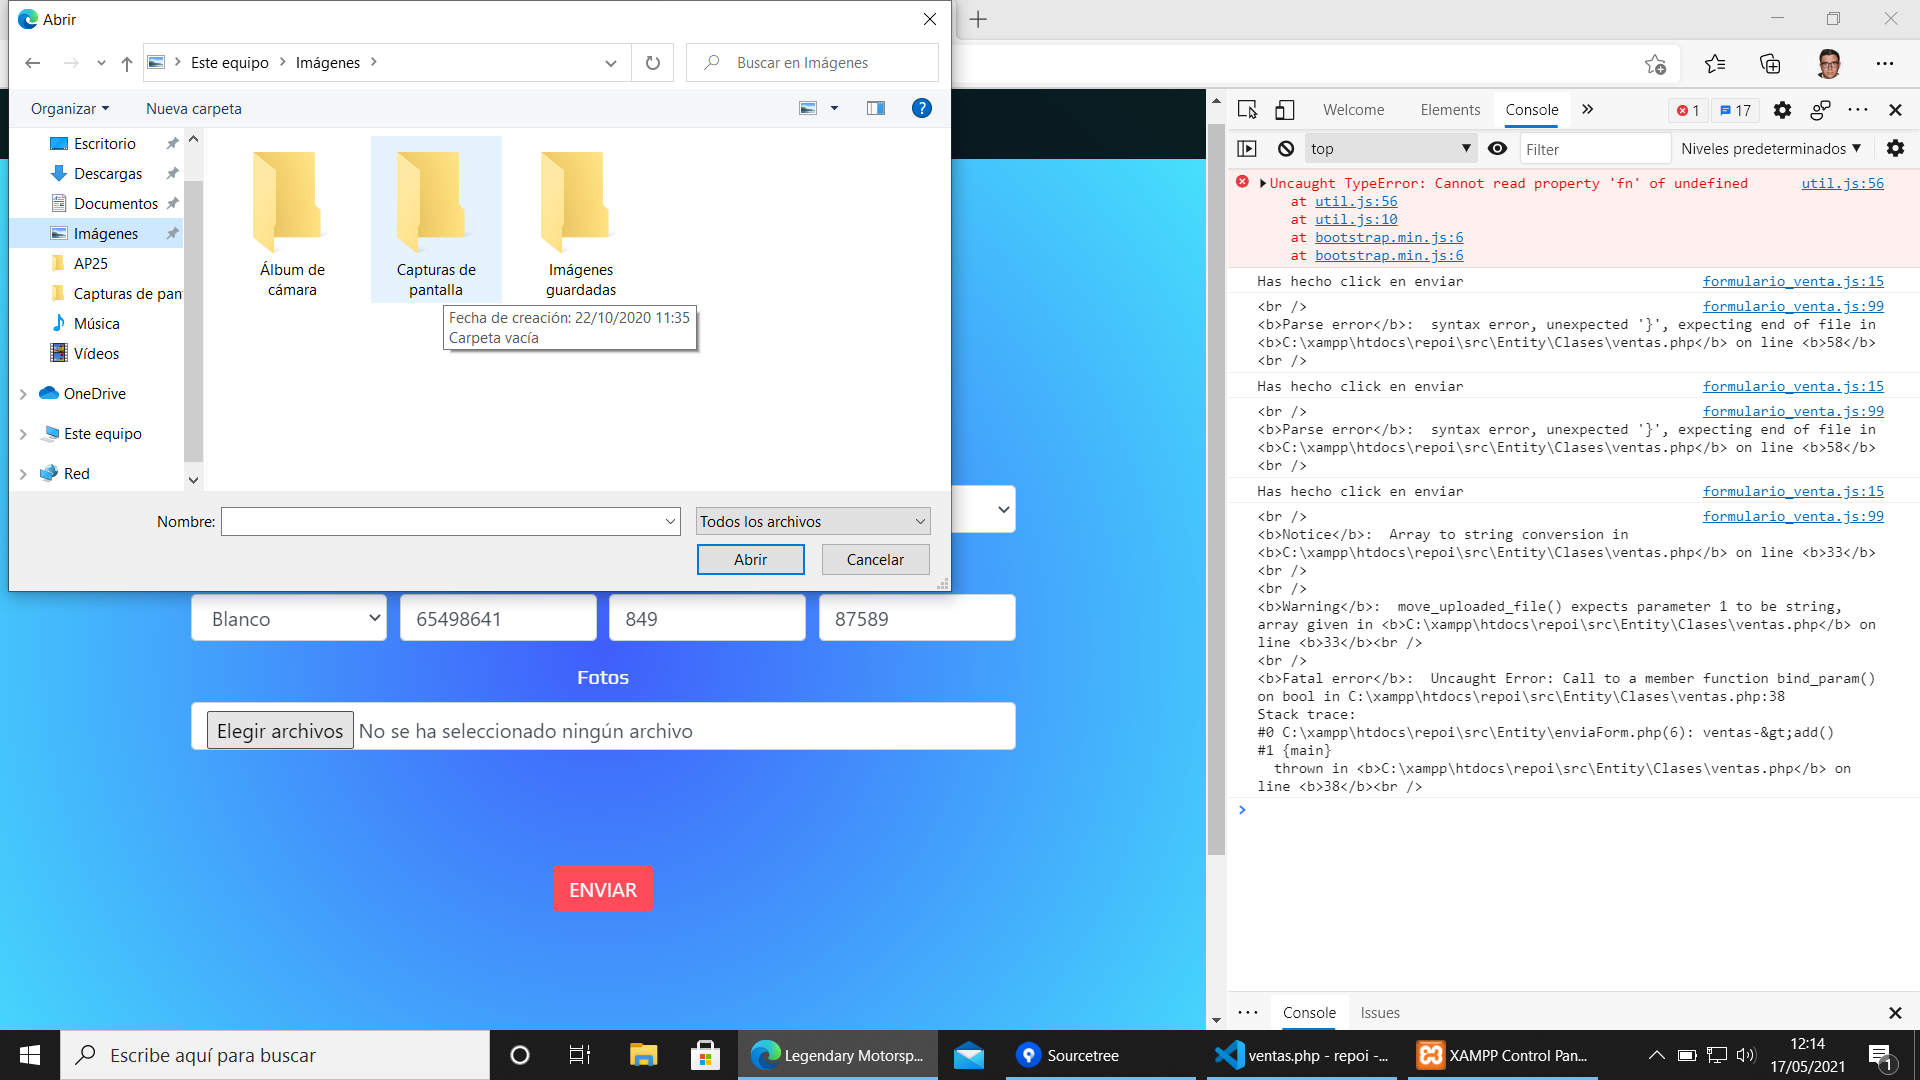 Abrir
Este equipo
Imágenes
Buscar en Imágenes
Organizar
Nueva carpeta
Escritorio
Descargas
Documentos
Imágenes
AP25
Capturas de pan
Música
Vídeos
OneDrive
Este equipo
Red
Álbum de
cámara
Capturas de
pantalla
Imágenes
guardadas
Fecha de creación: 22/10/2020 11:35
Carpeta vacía
Nombre:
Todos los archivos
Abrir
Cancelar
Blanco
65498641
849
87589
Fotos
Elegir archivos No se ha seleccionado ningún archivo
ENVIAR
Welcome
Elements
Console
1
17
top
Filter
Niveles predeterminados
Uncaught TypeError: Cannot read property 'fn' of undefined util.js:56
at util.js:56
at util.js:10
at bootstrap.min.js:6
at bootstrap.min.js:6
Has hecho click en enviar formulario_venta.js:15
<br /> formulario_venta.js:99
<b>Parse error</b>:  syntax error, unexpected '}', expecting end of file in
<b>C:\xampp\htdocs\repoi\src\Entity\Clases\ventas.php</b> on line <b>58</b>
<br />
Has hecho click en enviar formulario_venta.js:15
<br /> formulario_venta.js:99
<b>Parse error</b>:  syntax error, unexpected '}', expecting end of file in
<b>C:\xampp\htdocs\repoi\src\Entity\Clases\ventas.php</b> on line <b>58</b>
<br />
Has hecho click en enviar formulario_venta.js:15
<br /> formulario_venta.js:99
<b>Notice</b>:  Array to string conversion in
<b>C:\xampp\htdocs\repoi\src\Entity\Clases\ventas.php</b> on line <b>33</b>
<br />
<br />
<b>Warning</b>:  move_uploaded_file() expects parameter 1 to be string,
array given in <b>C:\xampp\htdocs\repoi\src\Entity\Clases\ventas.php</b> on
line <b>33</b><br />
<br />
<b>Fatal error</b>:  Uncaught Error: Call to a member function bind_param()
on bool in C:\xampp\htdocs\repoi\src\Entity\Clases\ventas.php:38
Stack trace:
#0 C:\xampp\htdocs\repoi\src\Entity\enviaForm.php(6): ventas-&gt;add()
#1 {main}
thrown in <b>C:\xampp\htdocs\repoi\src\Entity\Clases\ventas.php</b> on
line <b>38</b><br />
Console
Issues
Escribe aquí para buscar
Legendary Motorsp...
Sourcetree
ventas.php - repoi -...
XAMPP Control Pan...
12:14
17/05/2021
1